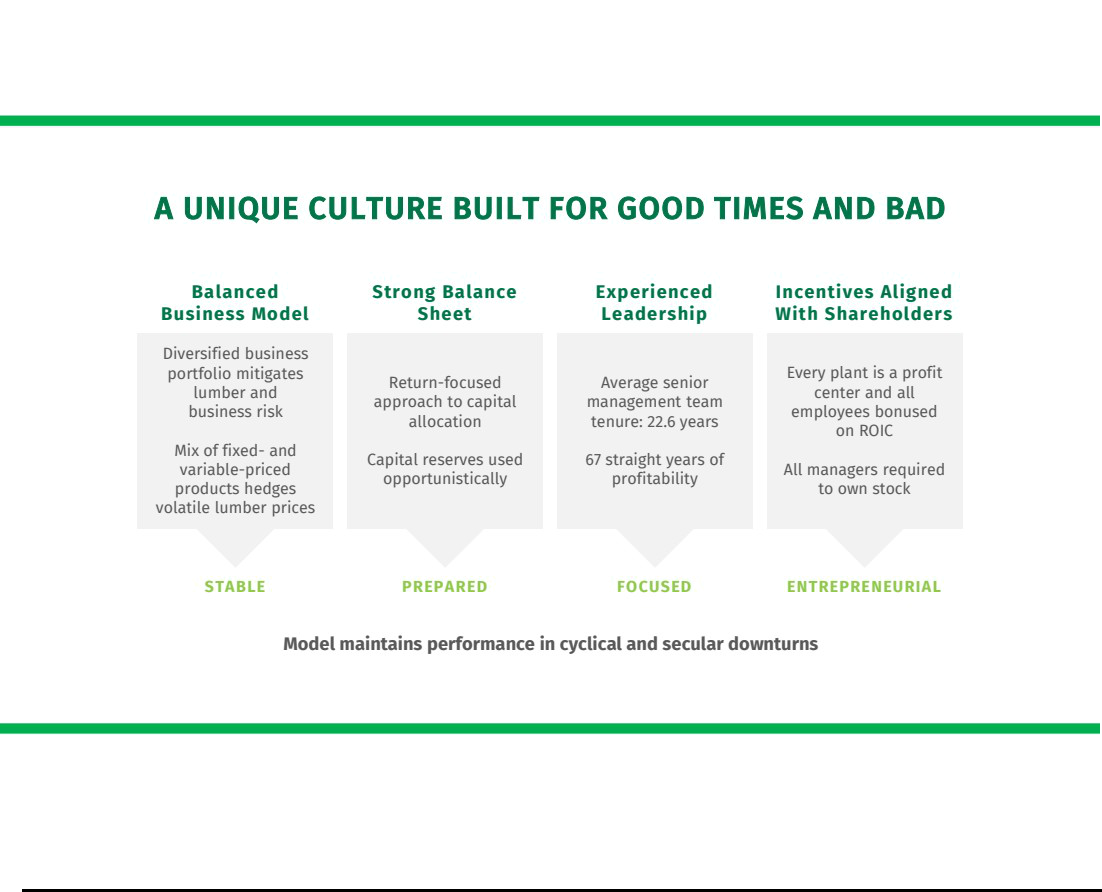 A UNIQUE CULTURE BUILT FOR GOOD TIMES AND BAD
Balanced
Business Model
Diversified business
portfolio mitigates
lumber and
business risk
Mix of fixed- and
variable-priced
products hedges
volatile lumber prices
STABLE
Strong Balance
Sheet
Return-focused
approach to capital
allocation
Capital reserves used
opportunistically
PREPARED
Experienced
Leadership
Average senior
management team
tenure: 22.6 years
67 straight years of
profitability
FOCUSED
Incentives Aligned
With Shareholders
Every plant is a profit
center and all
employees bonused
on ROIC
All managers required
to own stock
ENTREPRENEURIAL
Model maintains performance in cyclical and secular downturns